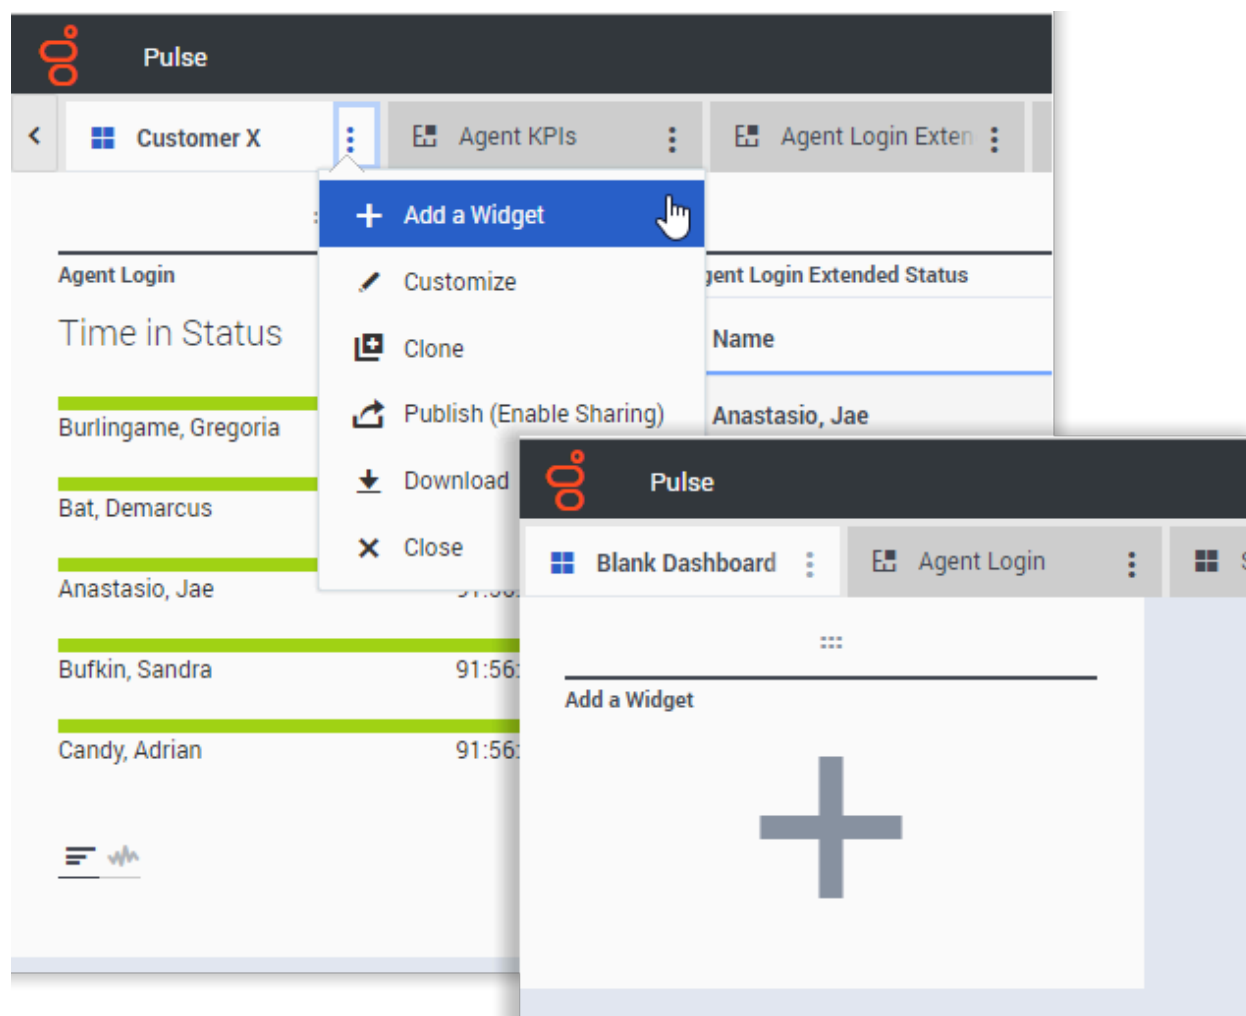 Pulse
Customer X
Agent KPIs
Agent Login Exten
Add a Widget
Customize
Clone
Publish (Enable Sharing)
Download
Close
Agent Login
Time in Status
Burlingame, Gregoria
Bat, Demarcus
Anastasio, Jae
Bufkin, Sandra 91:56:
Candy, Adrian 91:56:
gent Login Extended Status
Name
Anastasio, Jae
Pulse
Blank Dashboard
Agent Login
Add a Widget